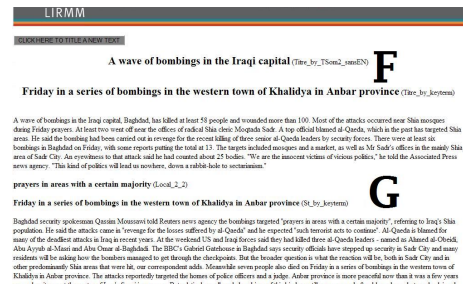 LIRMM
CLICK HERE TO TITLE A NEW TEXT
A wave of bombings in the Iraqi capital (Titre_by_TSom2_sansEN)
F
Friday in a series of bombings in the western town of Khalidya in Anbar province (Titre_by_keyterm)
A wave of bombings in the Iraqi capital, Baghdad, has killed at least 58 people and wounded more than 100. Most of the attacks occurred near Shia mosques
during Friday prayers. At least two went off near the offices of radical Shia cleric Moqtada Sadr. A top official blamed al-Qaeda, which in the past has targeted Shia
areas. He said the bombing had been carried out in revenge for the recent killing of three senior al-Qaeda leaders by security forces. There were at least six
bombings in Baghdad on Friday, with some reports putting the total at 13. The targets included mosques and a market, as well as Mr Sadr's offices in the mainly Shia
area of Sadr City. An eyewitness to that attack said he had counted about 25 bodies. "We are the innocent victims of vicious politics," he told the Associated Press
news agency. "This kind of politics will lead us nowhere, down a rabbit-hole to sectarianism."
prayers in areas with a certain majority (Local_2_2)
G
Friday in a series of bombings in the western town of Khalidya in Anbar province (St_by_keyterm)
Baghdad security spokesman Qassim Moussawi told Reuters news agency the bombings targeted "prayers in areas with a certain majority", referring to Iraq's Shia
population. He said the attacks came in "revenge for the losses suffered by al-Qaeda" and he expected "such terrorist acts to continue". Al-Qaeda is blamed for
many of the deadliest attacks in Iraq in recent years. At the weekend US and Iraq forces said they had killed three al-Qaeda leaders - named as Ahmed al-Obeidi,
Abu Ayyub al-Masri and Abu Omar al-Baghdadi. The BBC's Gabriel Gatehouse in Baghdad says security officials have stepped up security in Sadr City and many
residents will be asking how the bombers managed to get through the checkpoints. But the broader question is what the reaction will be, both in Sadr City and in
other predominantly Shia areas that were hit, our correspondent adds. Meanwhile seven people also died on Friday in a series of bombings in the western town of
Khalidya in Anbar province. The attacks reportedly targeted the homes of police officers and a judge. Anbar province is more peaceful now than it was a few years